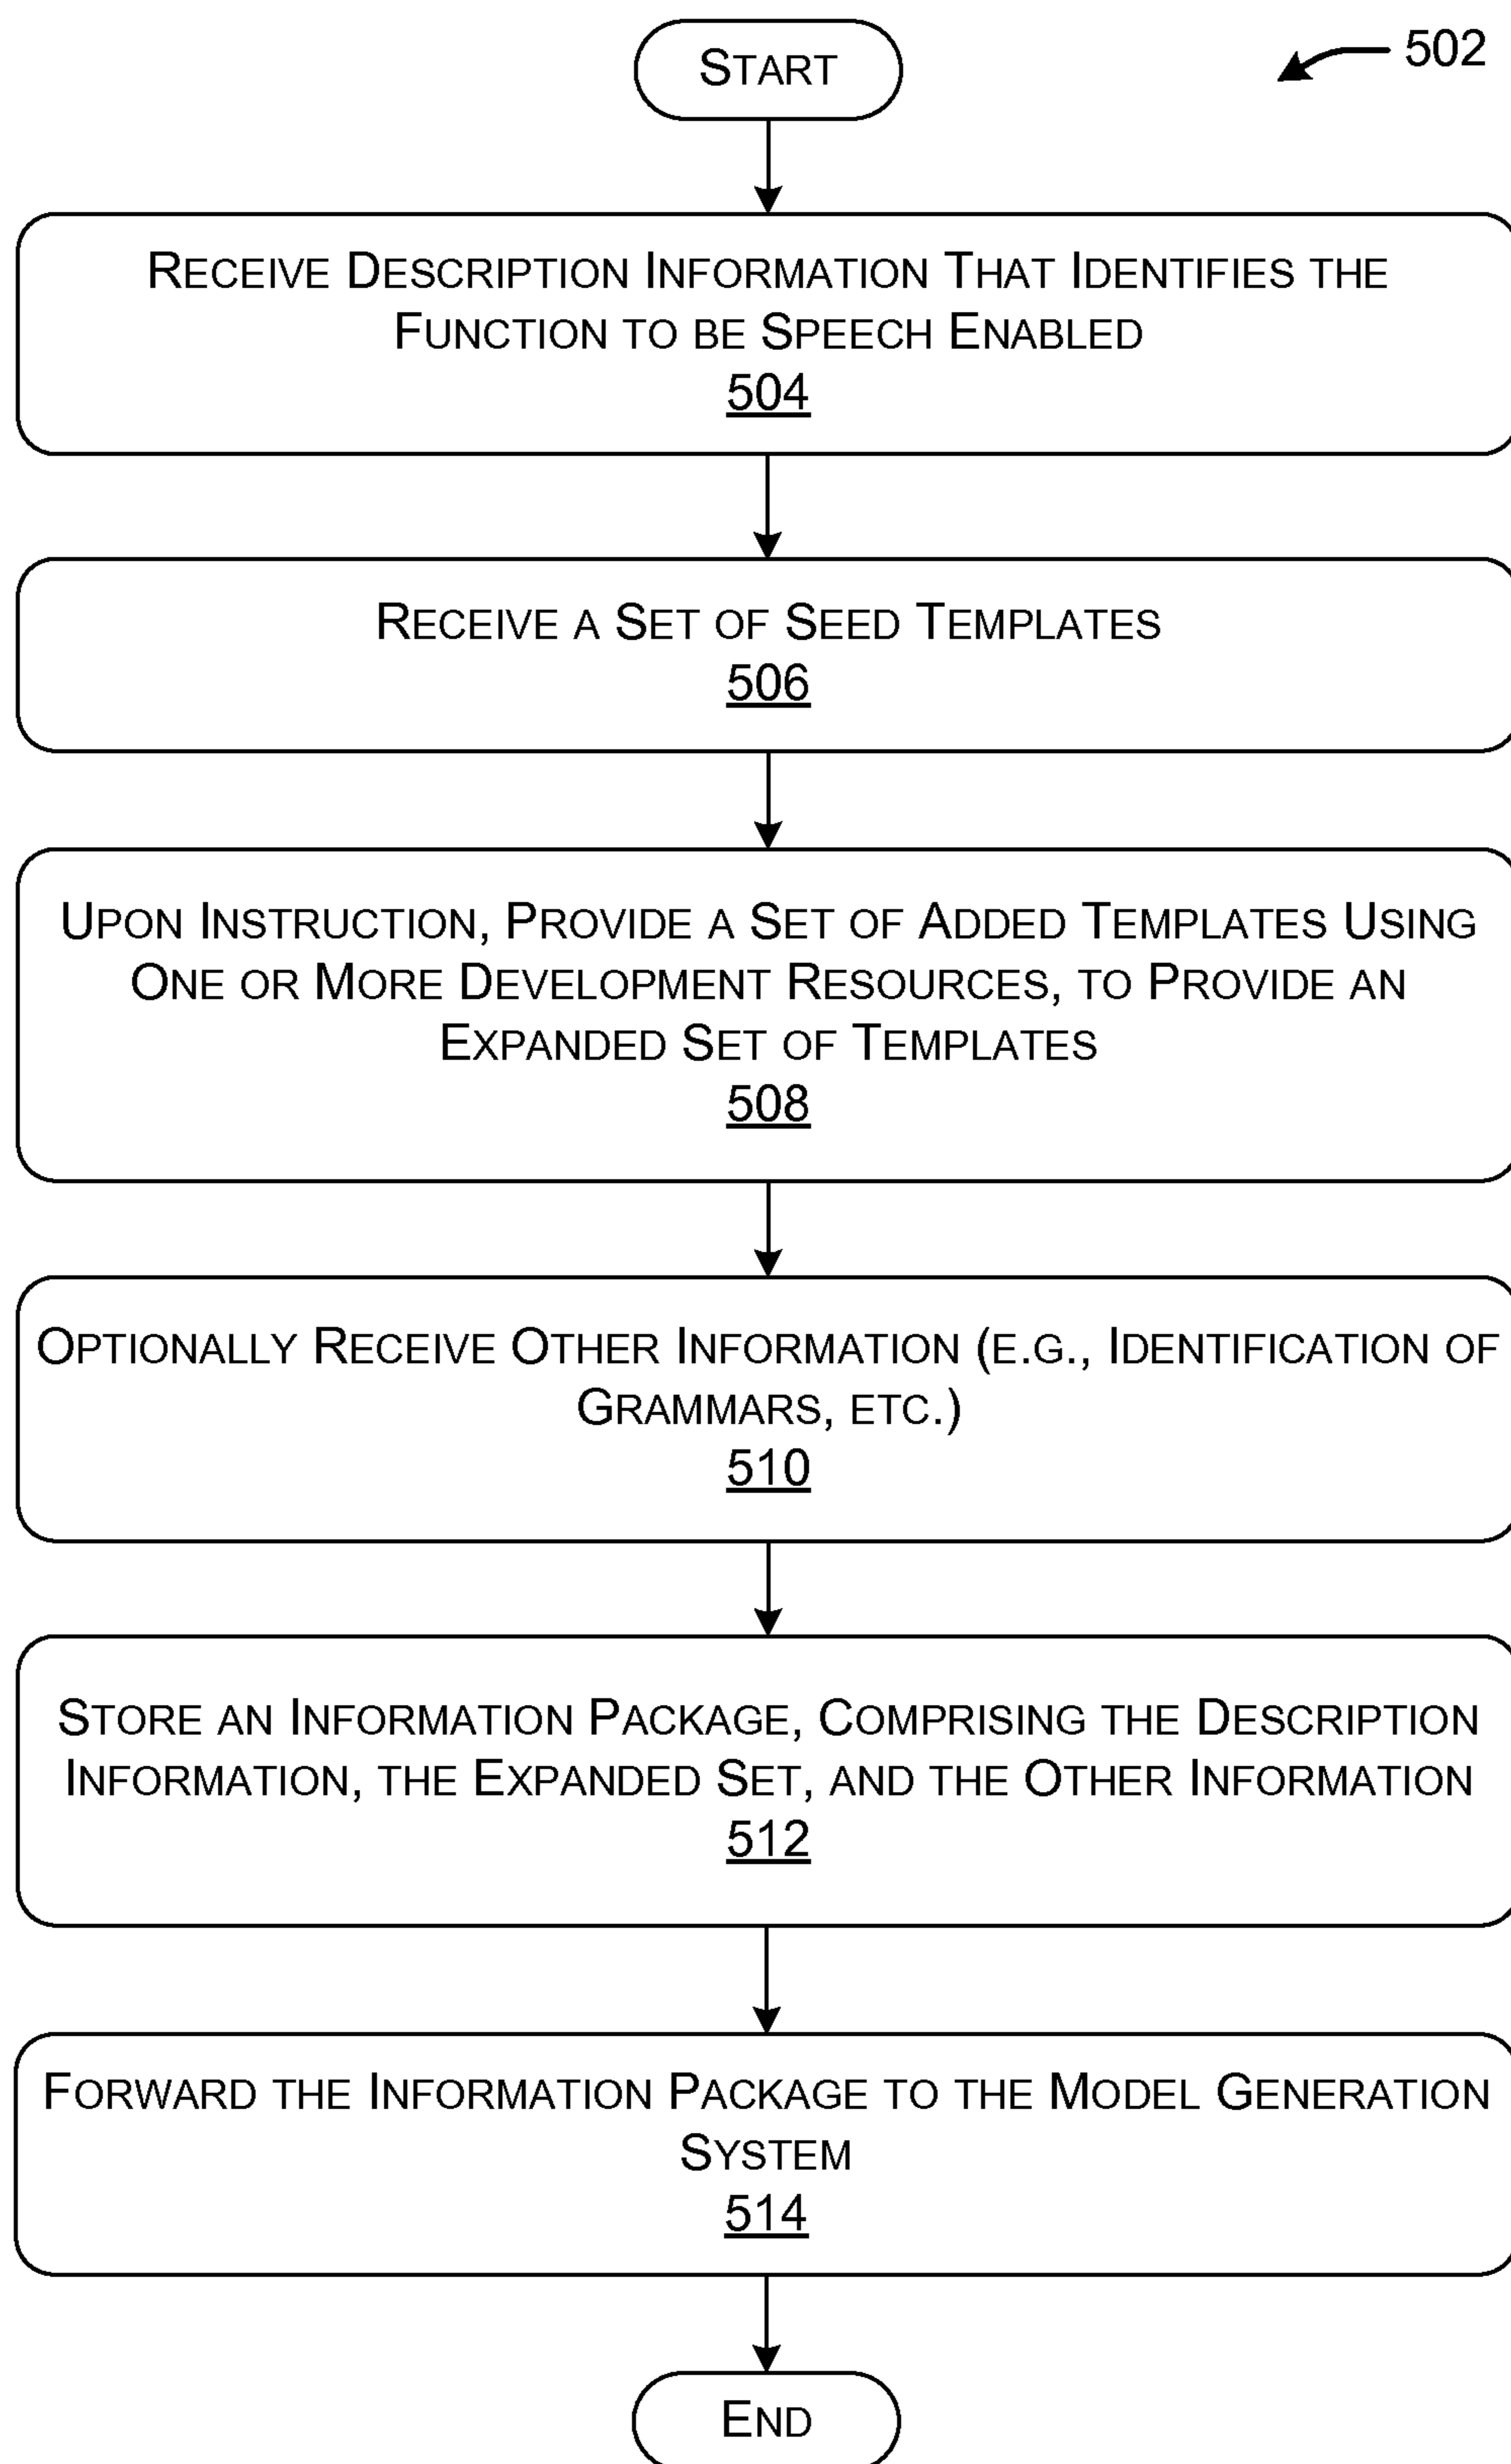 START
502
RECEIVE DESCRIPTION INFORMATION THAT IDENTIFIES THE
FUNCTION TO BE SPEECH ENABLED
504
RECEIVE A SET OF SEED TEMPLATES
506
UPON INSTRUCTION, PROVIDE A SET OF ADDED TEMPLATES USING
ONE OR MORE DEVELOPMENT RESOURCES, TO PROVIDE AN
EXPANDED SET OF TEMPLATES
508
OPTIONALLY RECEIVE OTHER INFORMATION (E.G., IDENTIFICATION OF
GRAMMARS, ETC.)
510
STORE AN INFORMATION PACKAGE, COMPRISING THE DESCRIPTION
INFORMATION, THE EXPANDED SET, AND THE OTHER INFORMATION
512
FORWARD THE INFORMATION PACKAGE TO THE MODEL GENERATION
SYSTEM
514
END